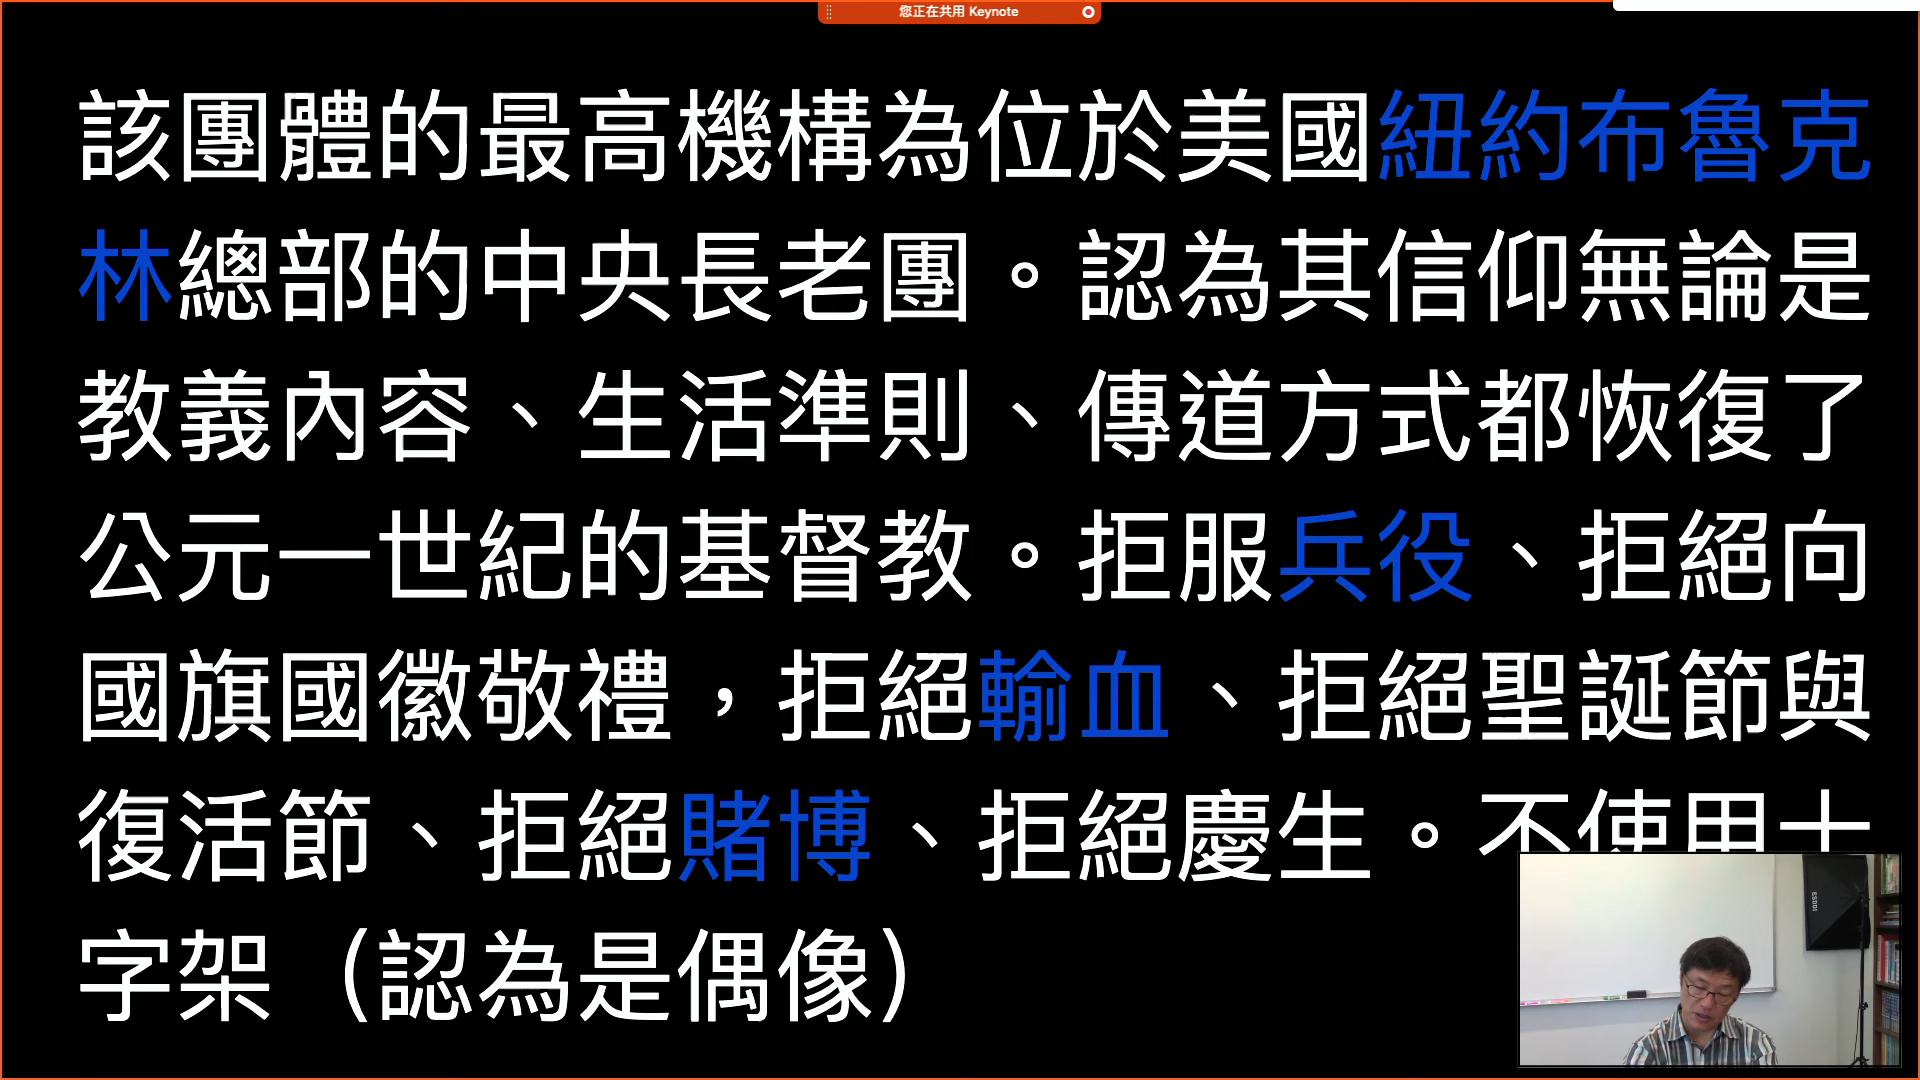 您正在共用 Keynote
該團體的最高機構為位於美國紐約布魯克
林總部的中央長老團。認為其信仰無論是
教義內容、生活準則、傳道方式都恢復了
公元一世紀的基督教。拒服兵役、拒絕向
國旗國徽敬禮，拒絕輸血、拒絕聖誕節與
復活節、拒絕賭博、拒絕慶生。不使用十
字架（認為是偶像）